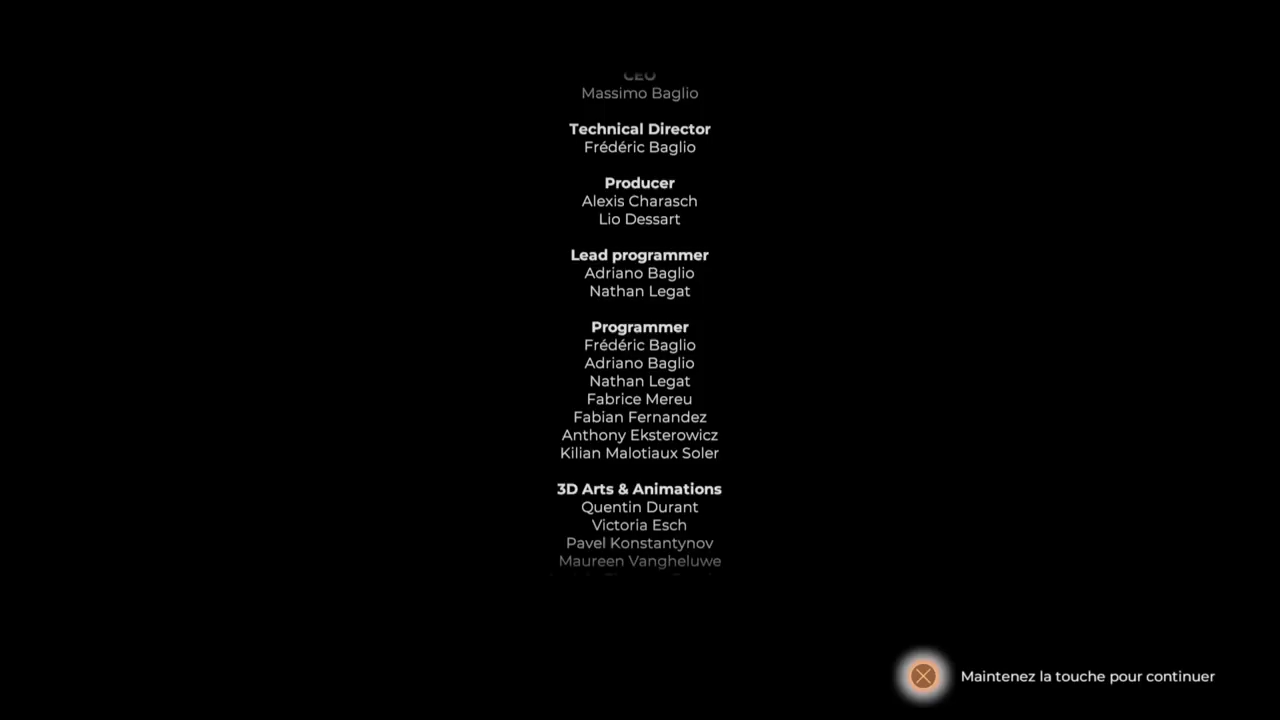 CEO
Massimo Baglio
Technical Director
Frédéric Baglio
Producer
Alexis Charasch
Lio Dessart
Lead programmer
Adriano Baglio
Nathan Legat
Programmer
Frédéric Baglio
Adriano Baglio
Nathan Legat
Fabrice Mereu
Fabian Fernandez
Anthony Eksterowicz
Kilian Malotiaux Soler
3D Arts & Animations
Quentin Durant
Victoria Esch
Pavel Konstantynov
Maureen Vangheluwe
Maintenez la touche pour continuer